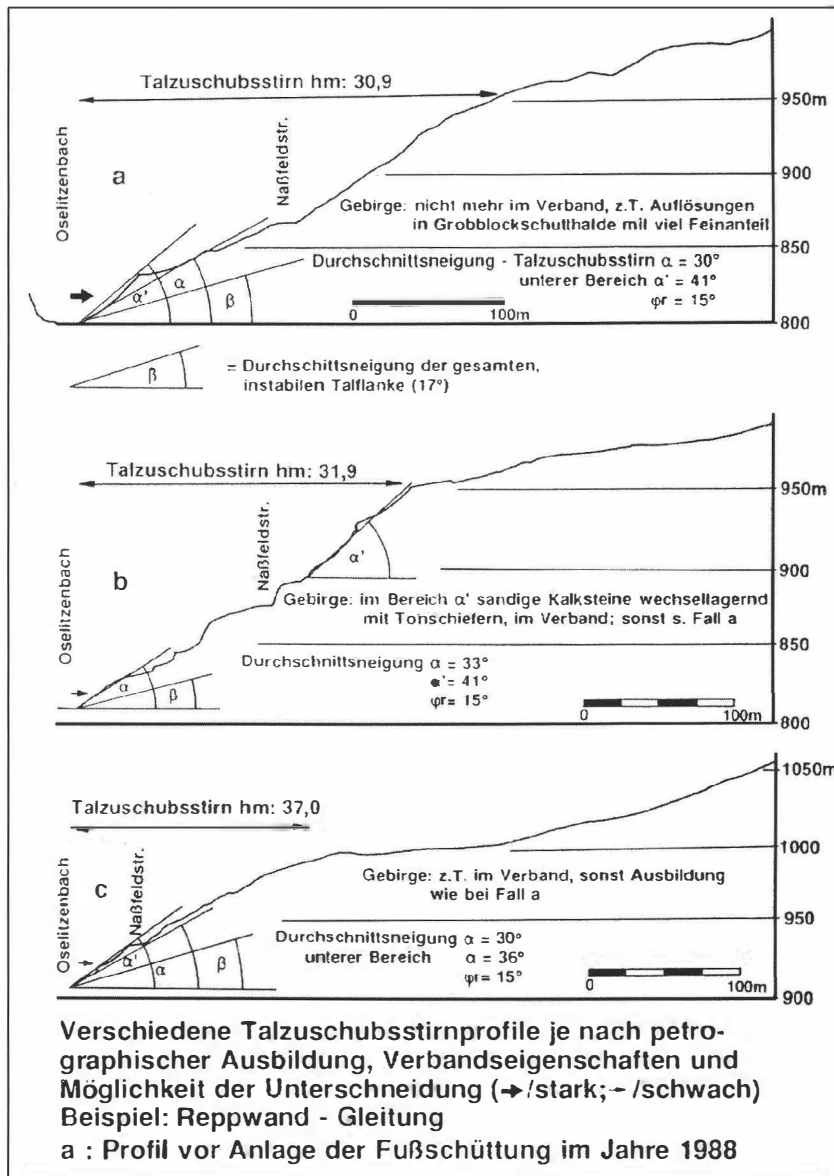 Talzuschubsstirn hm: 30,9
950m
Oselitzenbach
a
Naßfeldstr.
900
Gebirge: nicht mehr im Verband, z.T. Auflösungen
in Grobblockschutthalde mit viel Feinanteil
850
Durchschnittsneigung - Talzuschubsstirn α = 30°
unterer Bereich α' = 41°
φr = 15°
α' α β
0 100m
800
β
= Durchschittsneigung der gesamten,
instabilen Talflanke (17°)
Talzuschubsstirn hm: 31,9
950m
Oselitzenbach
b
Naßfeldstr.
α'
900
Gebirge: im Bereich α' sandige Kalksteine wechsellagernd
mit Tonschiefern, im Verband; sonst s. Fall a
850
Durchschnittsneigung α = 33°
α'= 41°
φr = 15°
α β
0 100m
800
1050m
Talzuschubsstirn hm: 37,0
1000
Oselitzenbach
c
Naßfeldstr.
Gebirge: z.T. im Verband, sonst Ausbildung
wie bei Fall a
950
Durchschnittsneigung α = 30°
unterer Bereich α = 36°
φr = 15°
α' α β
0 100m
900
Verschiedene Talzuschubsstirnprofile je nach petro-
graphischer Ausbildung, Verbandseigenschaften und
Möglichkeit der Unterschneidung (➔/stark; → /schwach)
Beispiel: Reppwand - Gleitung
a : Profil vor Anlage der Fußschüttung im Jahre 1988